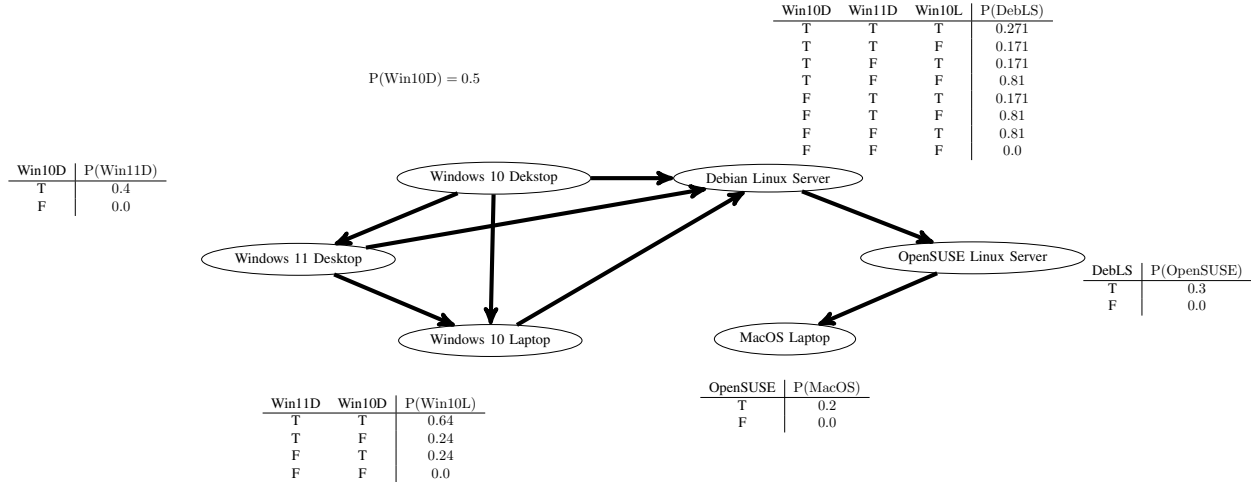 Win10D Win11D Win10L P(DebLS)
T T T 0.271
T T F 0.171
T F T 0.171
T F F 0.81
F T T 0.171
F T F 0.81
F F T 0.81
F F F 0.0
P(Win10D) = 0.5
Win10D P(Win11D)
T 0.4
F 0.0
Windows 10 Dekstop
Debian Linux Server
Windows 11 Desktop
OpenSUSE Linux Server
DebLS P(OpenSUSE)
T 0.3
F 0.0
Windows 10 Laptop
MacOS Laptop
OpenSUSE P(MacOS)
T 0.2
F 0.0
Win11D Win10D P(Win10L)
T T 0.64
T F 0.24
F T 0.24
F F 0.0